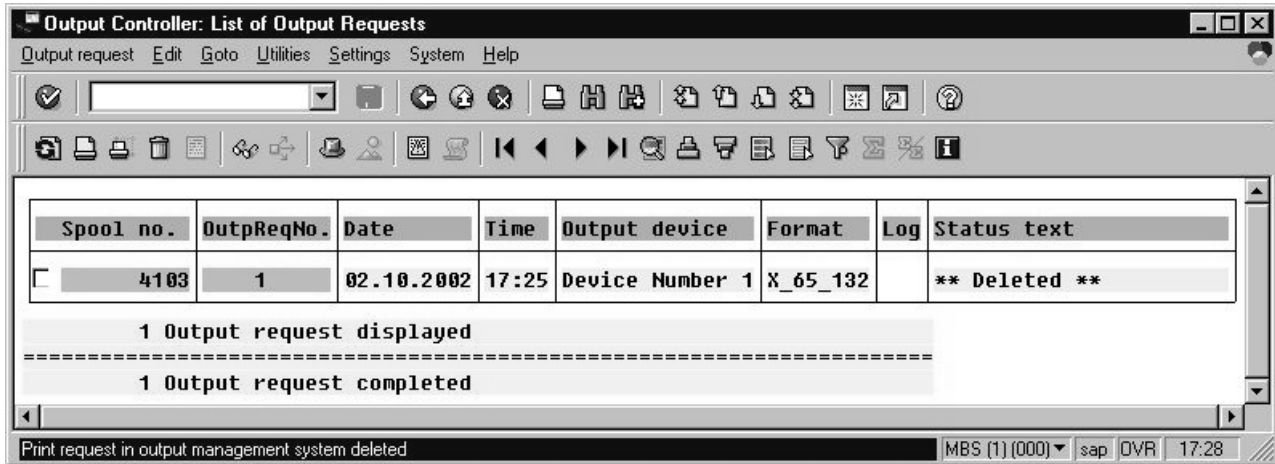 Output Controller: List of Output Requests
Output request Edit Goto Utilities Settings System Help
Spool no. OutpReqNo. Date Time Output device Format Log Status text
4103 1 02.10.2002 17:25 Device Number 1 X_65_132 ** Deleted **
1 Output request displayed
================================================================================
1 Output request completed
Print request in output management system deleted MBS (1) (000) sap OVR 17:28